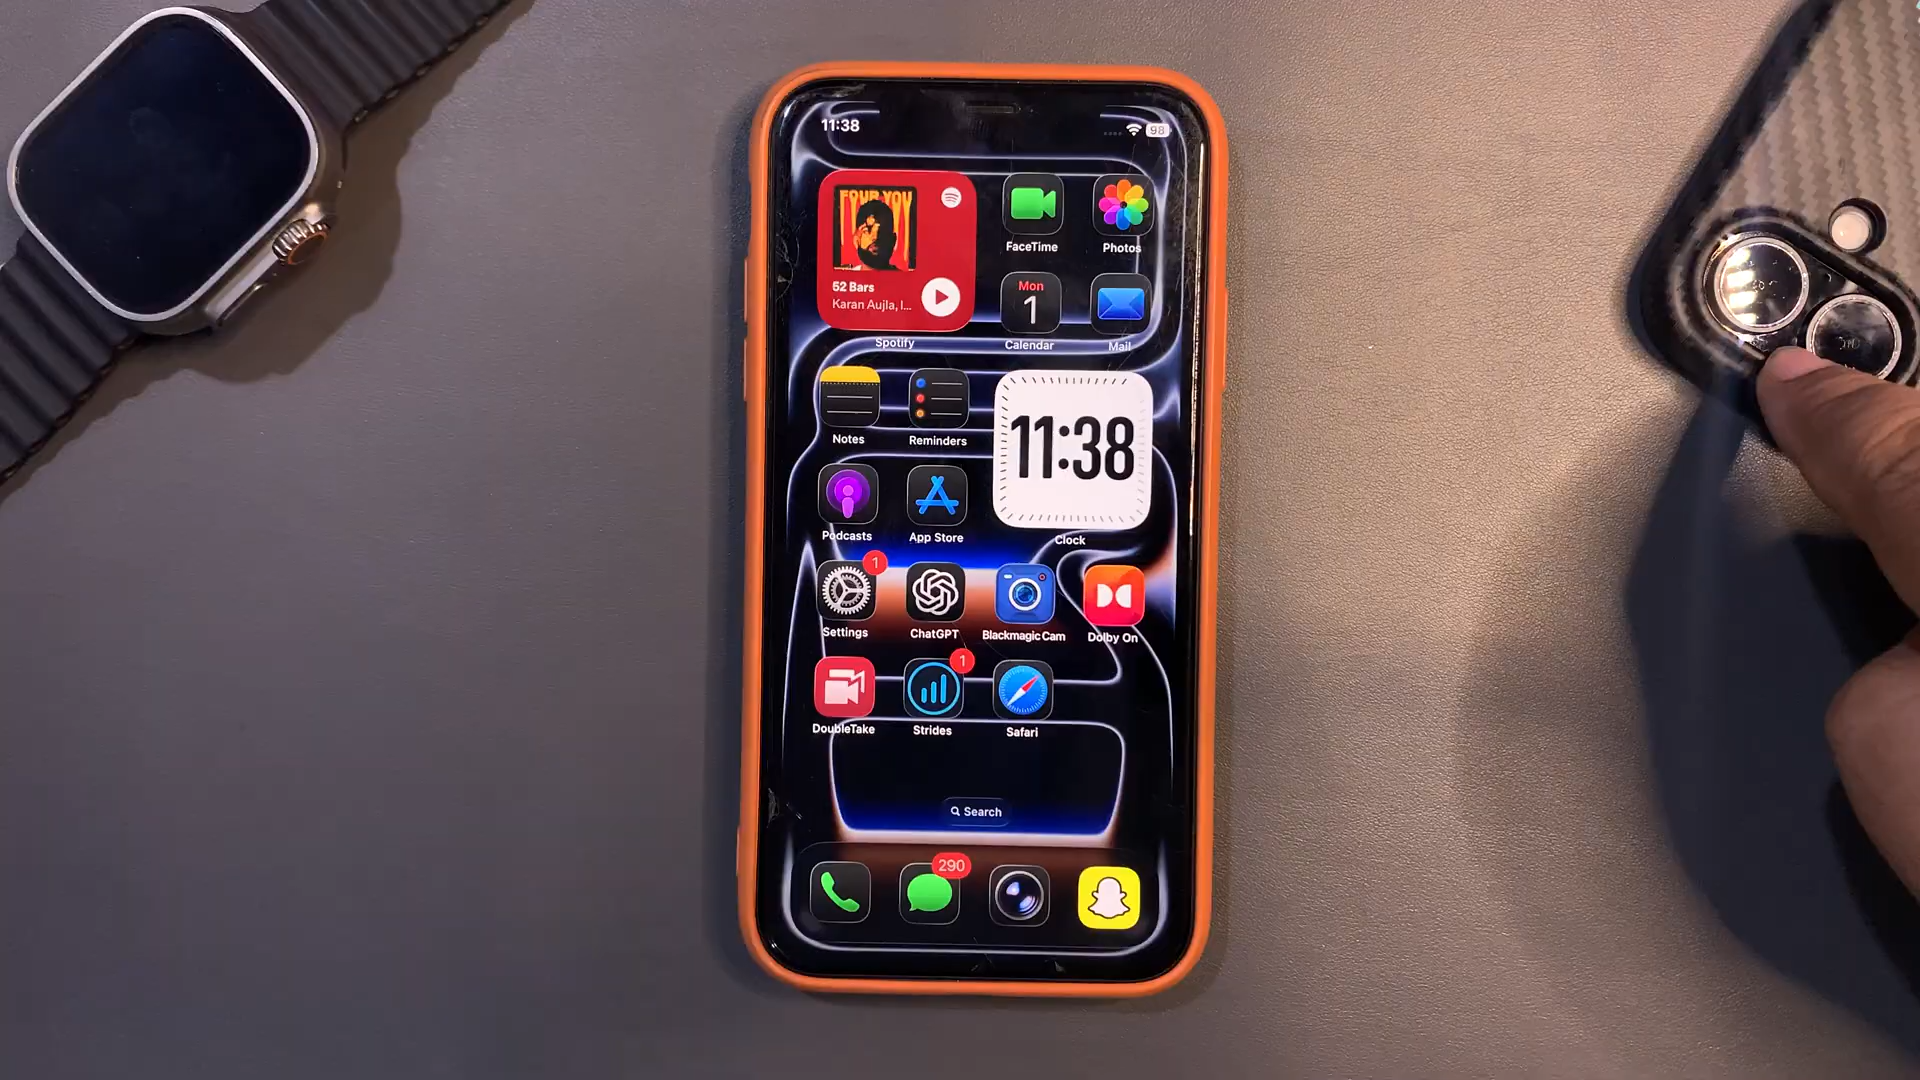 11:38
98
FOUR YOU
52 Bars
Karan Aujla, I...
Spotify
FaceTime
Photos
Mon
1
Calendar
Mail
Notes
Reminders
11:38
Podcasts
App Store
Clock
1
Settings
ChatGPT
Blackmagic Cam
Dolby On
1
DoubleTake
Strides
Safari
Search
290